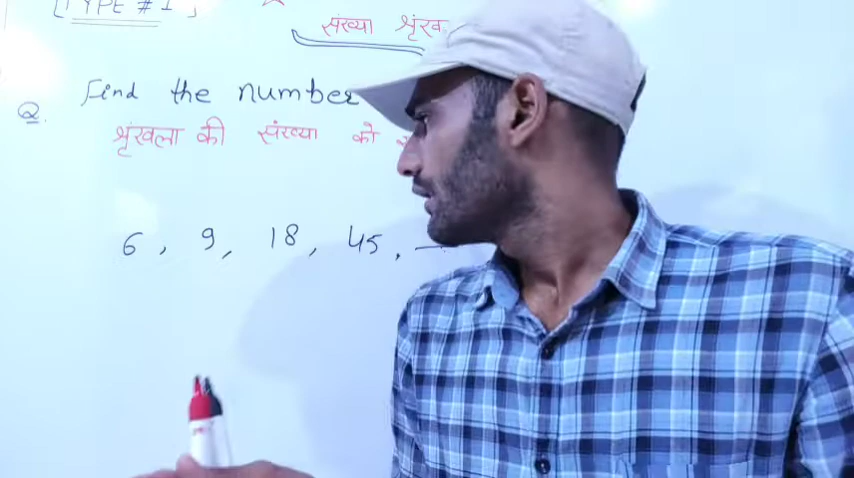 [TYPE # 1]
संख्या
Q. Find the number
श्रृंखला की संख्या को
6, 9, 18, 45,